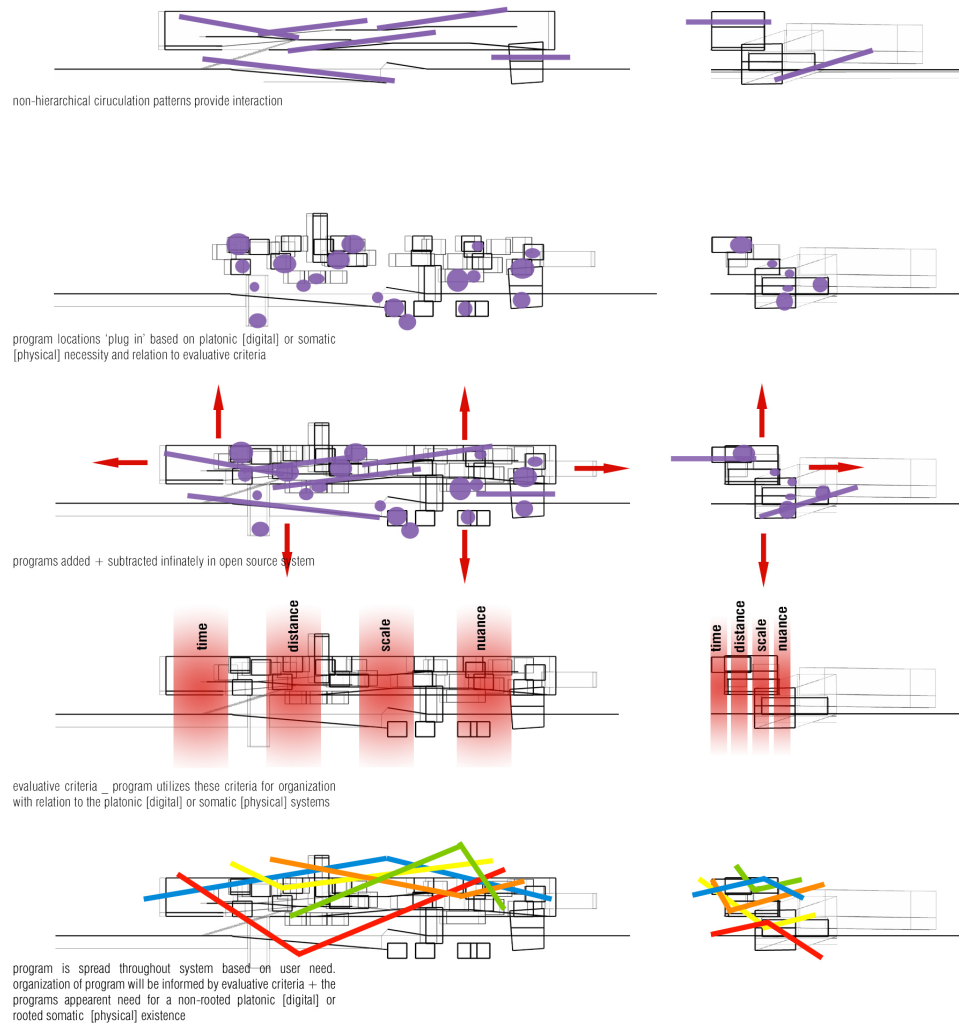 non-hierarchical ciruculation patterns provide interaction
program locations 'plug in' based on platonic [digital] or somatic
[physical] necessity and relation to evaluative criteria
programs added + subtracted infinately in open source system
time
distance
scale
nuance
time
distance
scale
nuance
evaluative criteria _ program utilizes these criteria for organization
with relation to the platonic [digital] or somatic [physical] systems
program is spread throughout system based on user need.
organization of program will be informed by evaluative criteria + the
programs appearent need for a non-rooted platonic [digital] or
rooted somatic [physical] existence